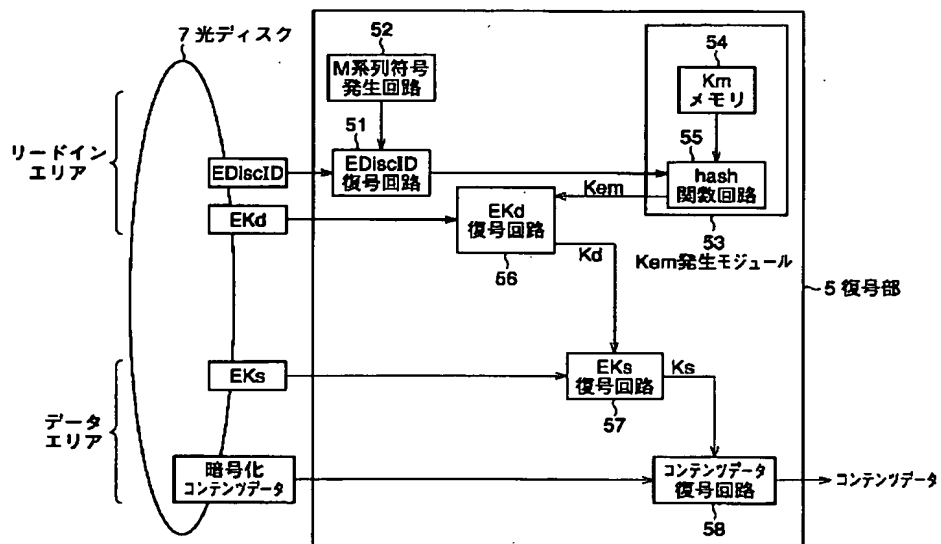 7 光ディスク
リードイン
エリア
EDiscID
EKd
データ
エリア
EKs
暗号化
コンテンツデータ
52
M系列符号
発生回路
51
EDiscID
復号回路
54
Km
メモリ
55
hash
関数回路
53
Kem発生モジュール
Kem
EKd
復号回路
56
Kd
5 復号部
EKs
復号回路
57
Ks
コンテンツデータ
復号回路
58
コンテンツデータ